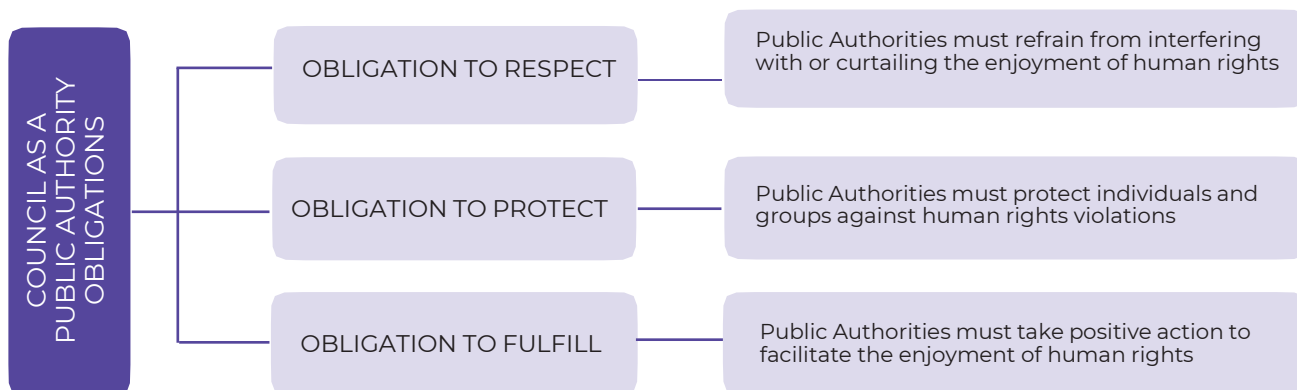 COUNCIL AS A
PUBLIC AUTHORITY
OBLIGATIONS
OBLIGATION TO RESPECT
Public Authorities must refrain from interfering
with or curtailing the enjoyment of human rights
OBLIGATION TO PROTECT
Public Authorities must protect individuals and
groups against human rights violations
OBLIGATION TO FULFILL
Public Authorities must take positive action to
facilitate the enjoyment of human rights